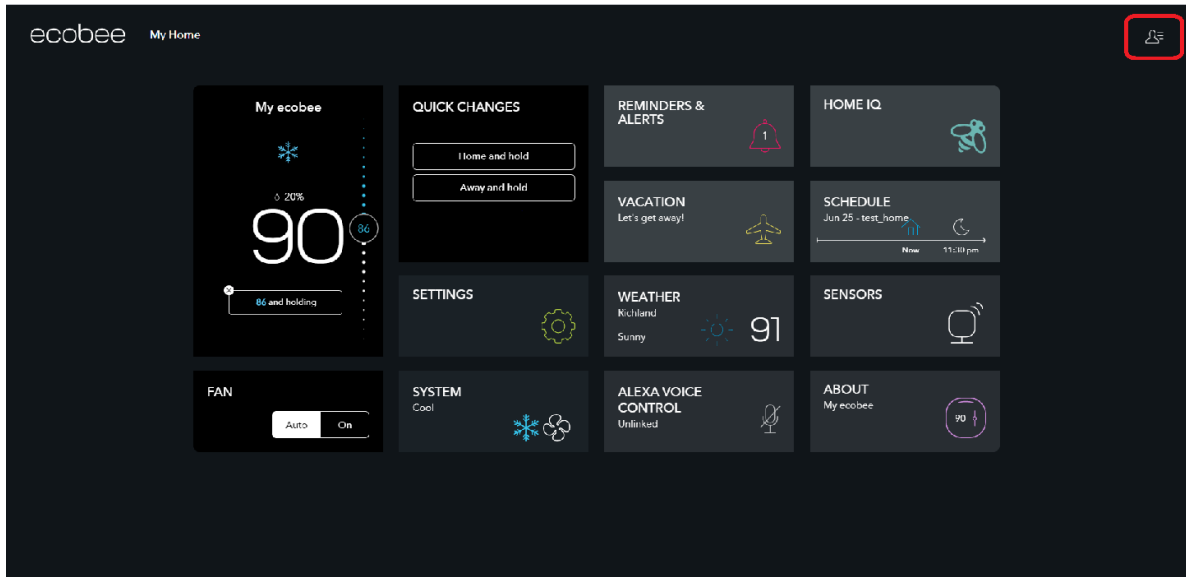 ecobee My Home
My ecobee
20%
90
86
86 and holding
QUICK CHANGES
Home and hold
Away and hold
REMINDERS &
ALERTS
1
HOME IQ
VACATION
Let's get away!
SCHEDULE
Jun 25 - test_home
Now 11:30 pm
SETTINGS
WEATHER
Richland
Sunny
91
SENSORS
FAN
Auto On
SYSTEM
Cool
ALEXA VOICE
CONTROL
Unlinked
ABOUT
My ecobee
90